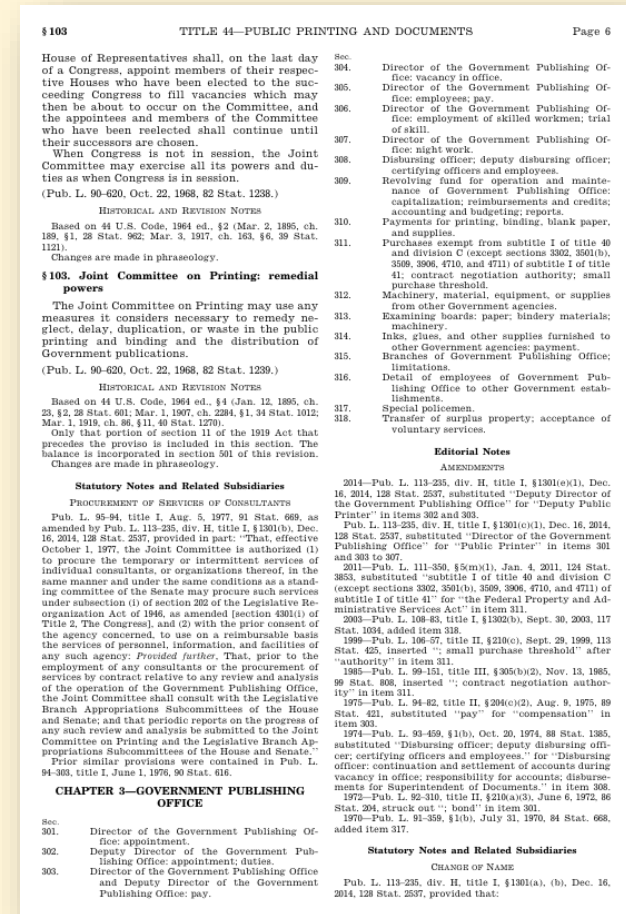 § 103
TITLE 44—PUBLIC PRINTING AND DOCUMENTS
Page 6
House of Representatives shall, on the last day
of a Congress, appoint members of their respec-
tive Houses who have been elected to the suc-
ceeding Congress to fill vacancies which may
then be about to occur on the Committee, and
the appointees and members of the Committee
who have been reelected shall continue until
their successors are chosen.
When Congress is not in session, the Joint
Committee may exercise all its powers and du-
ties as when Congress is in session.
(Pub. L. 90–620, Oct. 22, 1968, 82 Stat. 1238.)
HISTORICAL AND REVISION NOTES
Based on 44 U.S. Code, 1964 ed., § 2 (Mar. 2, 1895, ch.
189, § 1, 28 Stat. 962; Mar. 3, 1917, ch. 163, § 6, 39 Stat.
1121).
Changes are made in phraseology.
§ 103. Joint Committee on Printing: remedial
powers
The Joint Committee on Printing may use any
measures it considers necessary to remedy ne-
glect, delay, duplication, or waste in the public
printing and binding and the distribution of
Government publications.
(Pub. L. 90–620, Oct. 22, 1968, 82 Stat. 1239.)
HISTORICAL AND REVISION NOTES
Based on 44 U.S. Code, 1964 ed., § 4 (Jan. 12, 1895, ch.
23, § 2, 28 Stat. 601; Mar. 1, 1907, ch. 2284, § 1, 34 Stat. 1012;
Mar. 1, 1919, ch. 86, § 11, 40 Stat. 1270).
Only that portion of section 11 of the 1919 Act that
precedes the proviso is included in this section. The
balance is incorporated in section 501 of this revision.
Changes are made in phraseology.
Statutory Notes and Related Subsidiaries
PROCUREMENT OF SERVICES OF CONSULTANTS
Pub. L. 95–94, title I, Aug. 5, 1977, 91 Stat. 669, as
amended by Pub. L. 113–235, div. H, title I, § 1301(b), Dec.
16, 2014, 128 Stat. 2537, provided in part: ‘‘That, effective
October 1, 1977, the Joint Committee is authorized (1)
to procure the temporary or intermittent services of
individual consultants, or organizations thereof, in the
same manner and under the same conditions as a stand-
ing committee of the Senate may procure such services
under subsection (i) of section 202 of the Legislative Re-
organization Act of 1946, as amended [section 4301(i) of
Title 2, The Congress], and (2) with the prior consent of
the agency concerned, to use on a reimbursable basis
the services of personnel, information, and facilities of
any such agency: Provided further, That, prior to the
employment of any consultants or the procurement of
services by contract relative to any review and analysis
of the operation of the Government Publishing Office,
the Joint Committee shall consult with the Legislative
Branch Appropriations Subcommittees of the House
and Senate; and that periodic reports on the progress of
any such review and analysis be submitted to the Joint
Committee on Printing and the Legislative Branch Ap-
propriations Subcommittees of the House and Senate.’’
Prior similar provisions were contained in Pub. L.
94–303, title I, June 1, 1976, 90 Stat. 616.
CHAPTER 3—GOVERNMENT PUBLISHING
OFFICE
Sec.
301. Director of the Government Publishing Of-
fice: appointment.
302. Deputy Director of the Government Pub-
lishing Office: appointment; duties.
303. Director of the Government Publishing Office
and Deputy Director of the Government
Publishing Office: pay.
Sec.
304. Director of the Government Publishing Of-
fice: vacancy in office.
305. Director of the Government Publishing Of-
fice: employees; pay.
306. Director of the Government Publishing Of-
fice: employment of skilled workmen; trial
of skill.
307. Director of the Government Publishing Of-
fice: night work.
308. Disbursing officer; deputy disbursing officer;
certifying officers and employees.
309. Revolving fund for operation and mainte-
nance of Government Publishing Office:
capitalization; reimbursements and credits;
accounting and budgeting; reports.
310. Payments for printing, binding, blank paper,
and supplies.
311. Purchases exempt from subtitle I of title 40
and division C (except sections 3302, 3501(b),
3509, 3906, 4710, and 4711) of subtitle I of title
41; contract negotiation authority; small
purchase threshold.
312. Machinery, material, equipment, or supplies
from other Government agencies.
313. Examining boards: paper; bindery materials;
machinery.
314. Inks, glues, and other supplies furnished to
other Government agencies: payment.
315. Branches of Government Publishing Office;
limitations.
316. Detail of employees of Government Pub-
lishing Office to other Government estab-
lishments.
317. Special policemen.
318. Transfer of surplus property; acceptance of
voluntary services.
Editorial Notes
AMENDMENTS
2014—Pub. L. 113–235, div. H, title I, § 1301(e)(1), Dec.
16, 2014, 128 Stat. 2537, substituted ‘‘Deputy Director of
the Government Publishing Office’’ for ‘‘Deputy Public
Printer’’ in items 302 and 303.
Pub. L. 113–235, div. H, title I, § 1301(c)(1), Dec. 16, 2014,
128 Stat. 2537, substituted ‘‘Director of the Government
Publishing Office’’ for ‘‘Public Printer’’ in items 301
and 303 to 307.
2011—Pub. L. 111–350, § 5(m)(1), Jan. 4, 2011, 124 Stat.
3853, substituted ‘‘subtitle I of title 40 and division C
(except sections 3302, 3501(b), 3509, 3906, 4710, and 4711) of
subtitle I of title 41’’ for ‘‘the Federal Property and Ad-
ministrative Services Act’’ in item 311.
2003—Pub. L. 108–83, title I, § 1302(b), Sept. 30, 2003, 117
Stat. 1034, added item 318.
1999—Pub. L. 106–57, title II, § 210(c), Sept. 29, 1999, 113
Stat. 425, inserted ‘‘; small purchase threshold’’ after
‘‘authority’’ in item 311.
1985—Pub. L. 99–151, title III, § 305(b)(2), Nov. 13, 1985,
99 Stat. 808, inserted ‘‘; contract negotiation author-
ity’’ in item 311.
1975—Pub. L. 94–82, title II, § 204(c)(2), Aug. 9, 1975, 89
Stat. 421, substituted ‘‘pay’’ for ‘‘compensation’’ in
item 303.
1974—Pub. L. 93–459, § 1(b), Oct. 20, 1974, 88 Stat. 1385,
substituted ‘‘Disbursing officer; deputy disbursing offi-
cer; certifying officers and employees.’’ for ‘‘Disbursing
officer: continuation and settlement of accounts during
vacancy in office; responsibility for accounts; disburse-
ments for Superintendent of Documents.’’ in item 308.
1972—Pub. L. 92–310, title II, § 210(a)(3), June 6, 1972, 86
Stat. 204, struck out ‘‘; bond’’ in item 301.
1970—Pub. L. 91–359, § 1(b), July 31, 1970, 84 Stat. 668,
added item 317.
Statutory Notes and Related Subsidiaries
CHANGE OF NAME
Pub. L. 113–235, div. H, title I, § 1301(a), (b), Dec. 16,
2014, 128 Stat. 2537, provided that: